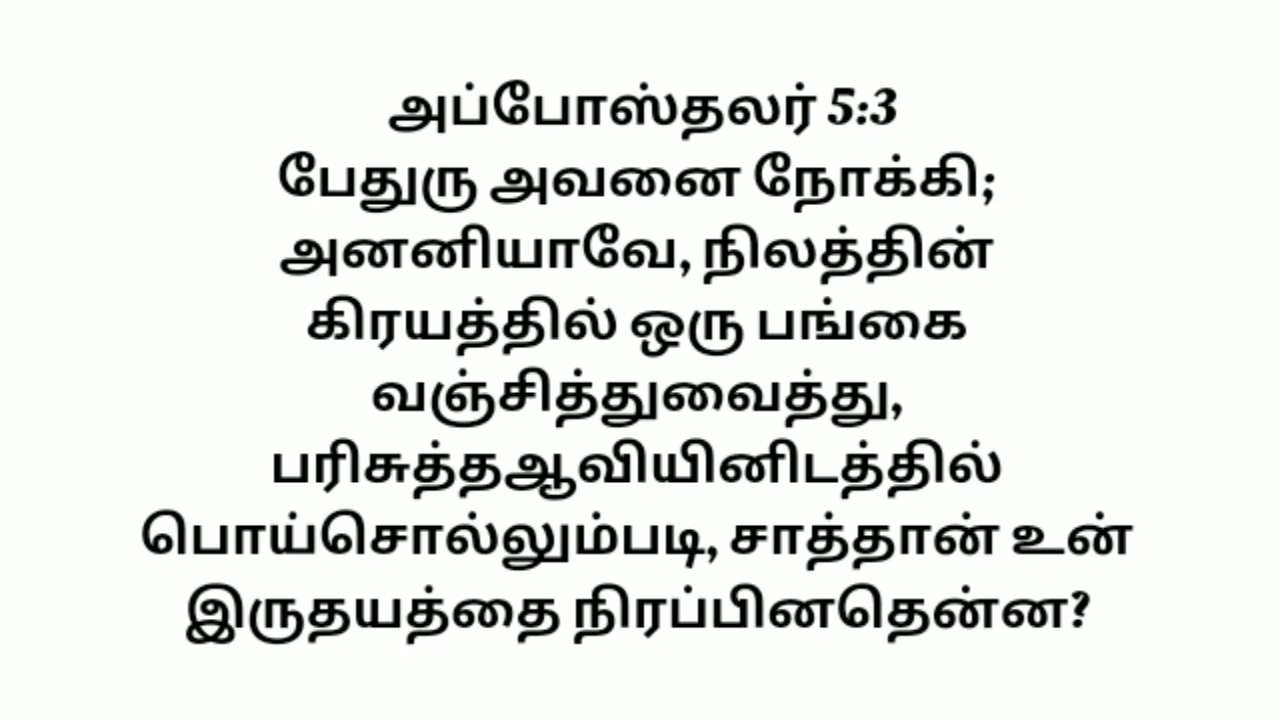 அப்போஸ்தலர் 5:3
பேதுரு அவனை நோக்கி;
அனனியாவே, நிலத்தின்
கிரயத்தில் ஒரு பங்கை
வஞ்சித்துவைத்து,
பரிசுத்தஆவியினிடத்தில்
பொய்சொல்லும்படி, சாத்தான் உன்
இருதயத்தை நிரப்பினதென்ன?